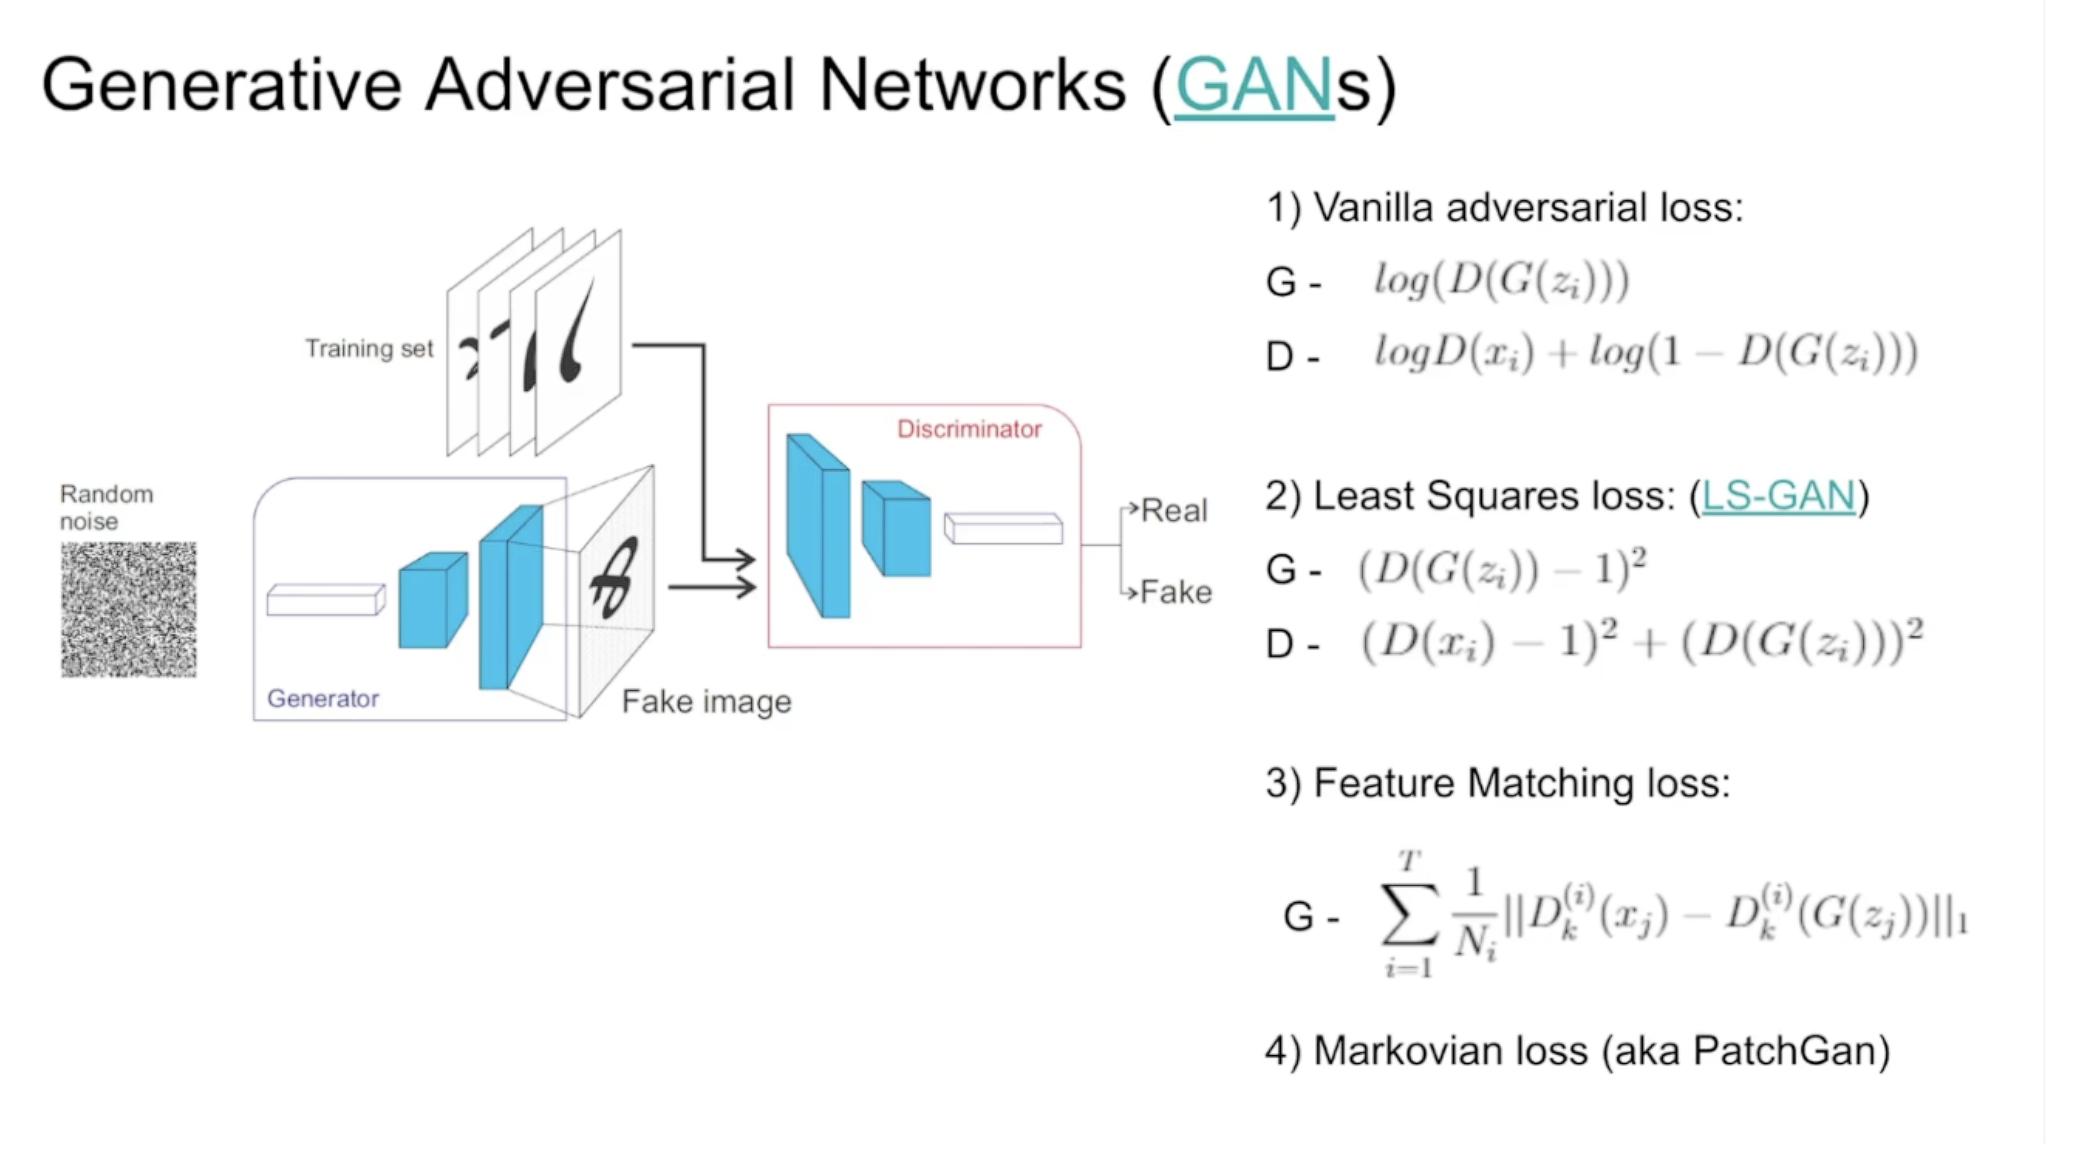 Generative Adversarial Networks (GANs)
Training set
Random
noise
Generator
Fake image
Discriminator
Real
Fake
1) Vanilla adversarial loss:
G - log(D(G(z_i)))
D - logD(x_i) + log(1 − D(G(z_i)))
2) Least Squares loss: (LS-GAN)
G - (D(G(z_i)) − 1)²
D - (D(x_i) − 1)² + (D(G(z_i)))²
3) Feature Matching loss:
G - \sum_{i=1}^{T} \frac{1}{N_i} ||D_k^{(i)}(x_j) − D_k^{(i)}(G(z_j))||_1
4) Markovian loss (aka PatchGan)